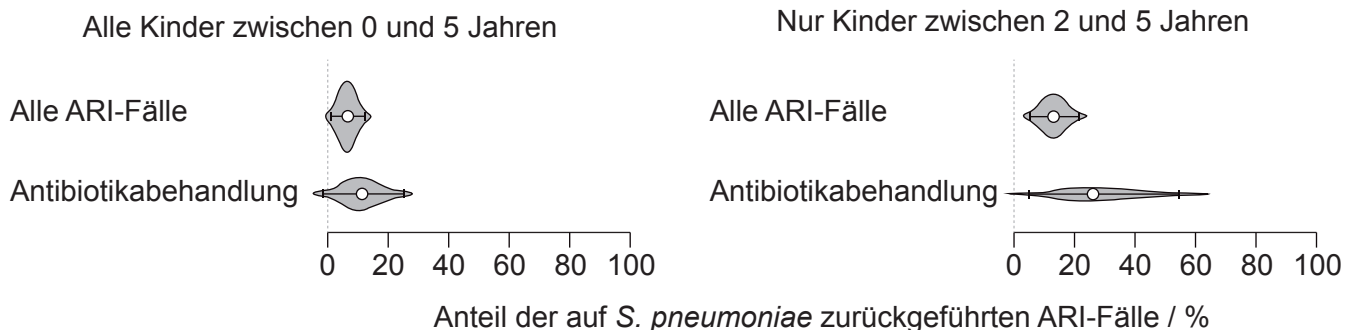 Alle Kinder zwischen 0 und 5 Jahren
Alle ARI-Fälle
Antibiotikabehandlung
0 20 40 60 80 100
Nur Kinder zwischen 2 und 5 Jahren
Alle ARI-Fälle
Antibiotikabehandlung
0 20 40 60 80 100
Anteil der auf S. pneumoniae zurückgeführten ARI-Fälle / %